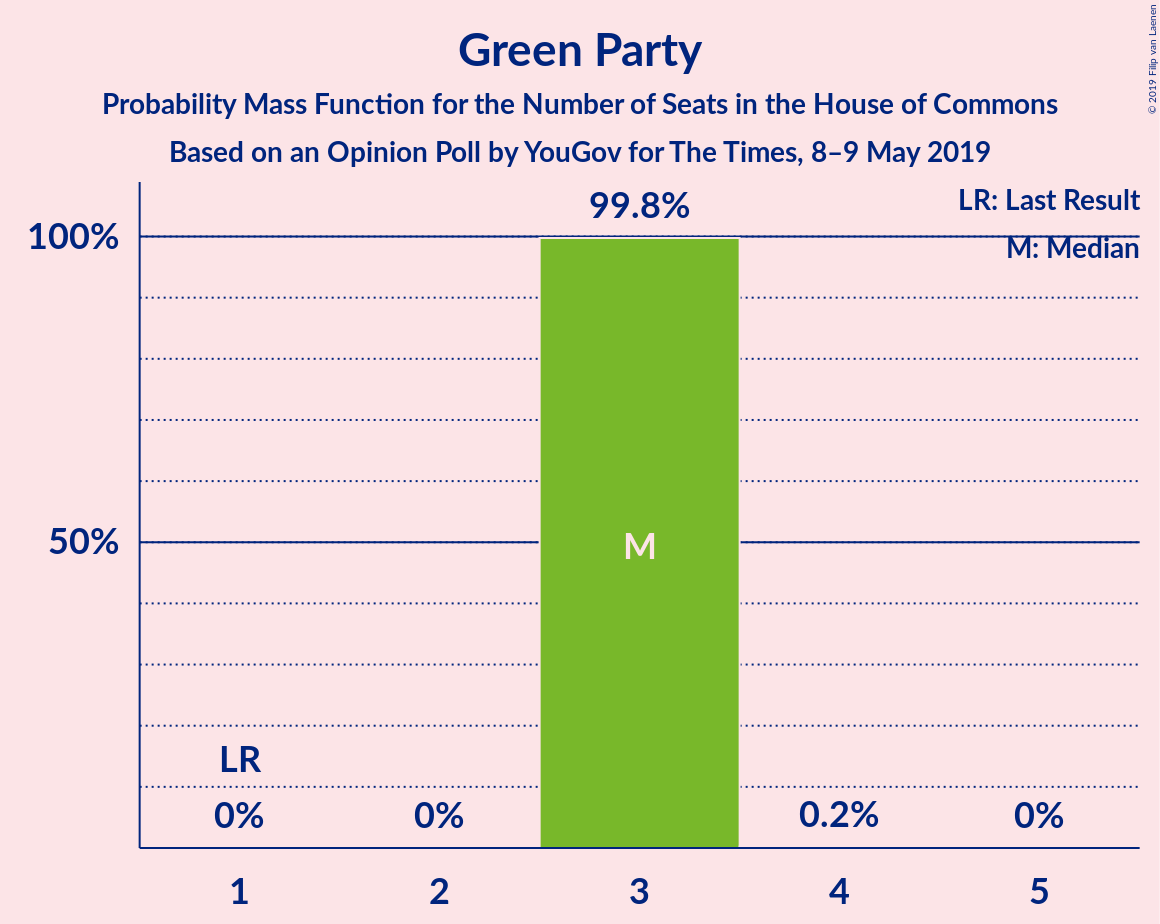 Green Party
Probability Mass Function for the Number of Seats in the House of Commons
Based on an Opinion Poll by YouGov for The Times, 8–9 May 2019
© 2019 Filip van Laenen
LR: Last Result
M: Median
99.8%
100%
50%
M
LR
0%
0%
0.2%
0%
1
2
3
4
5